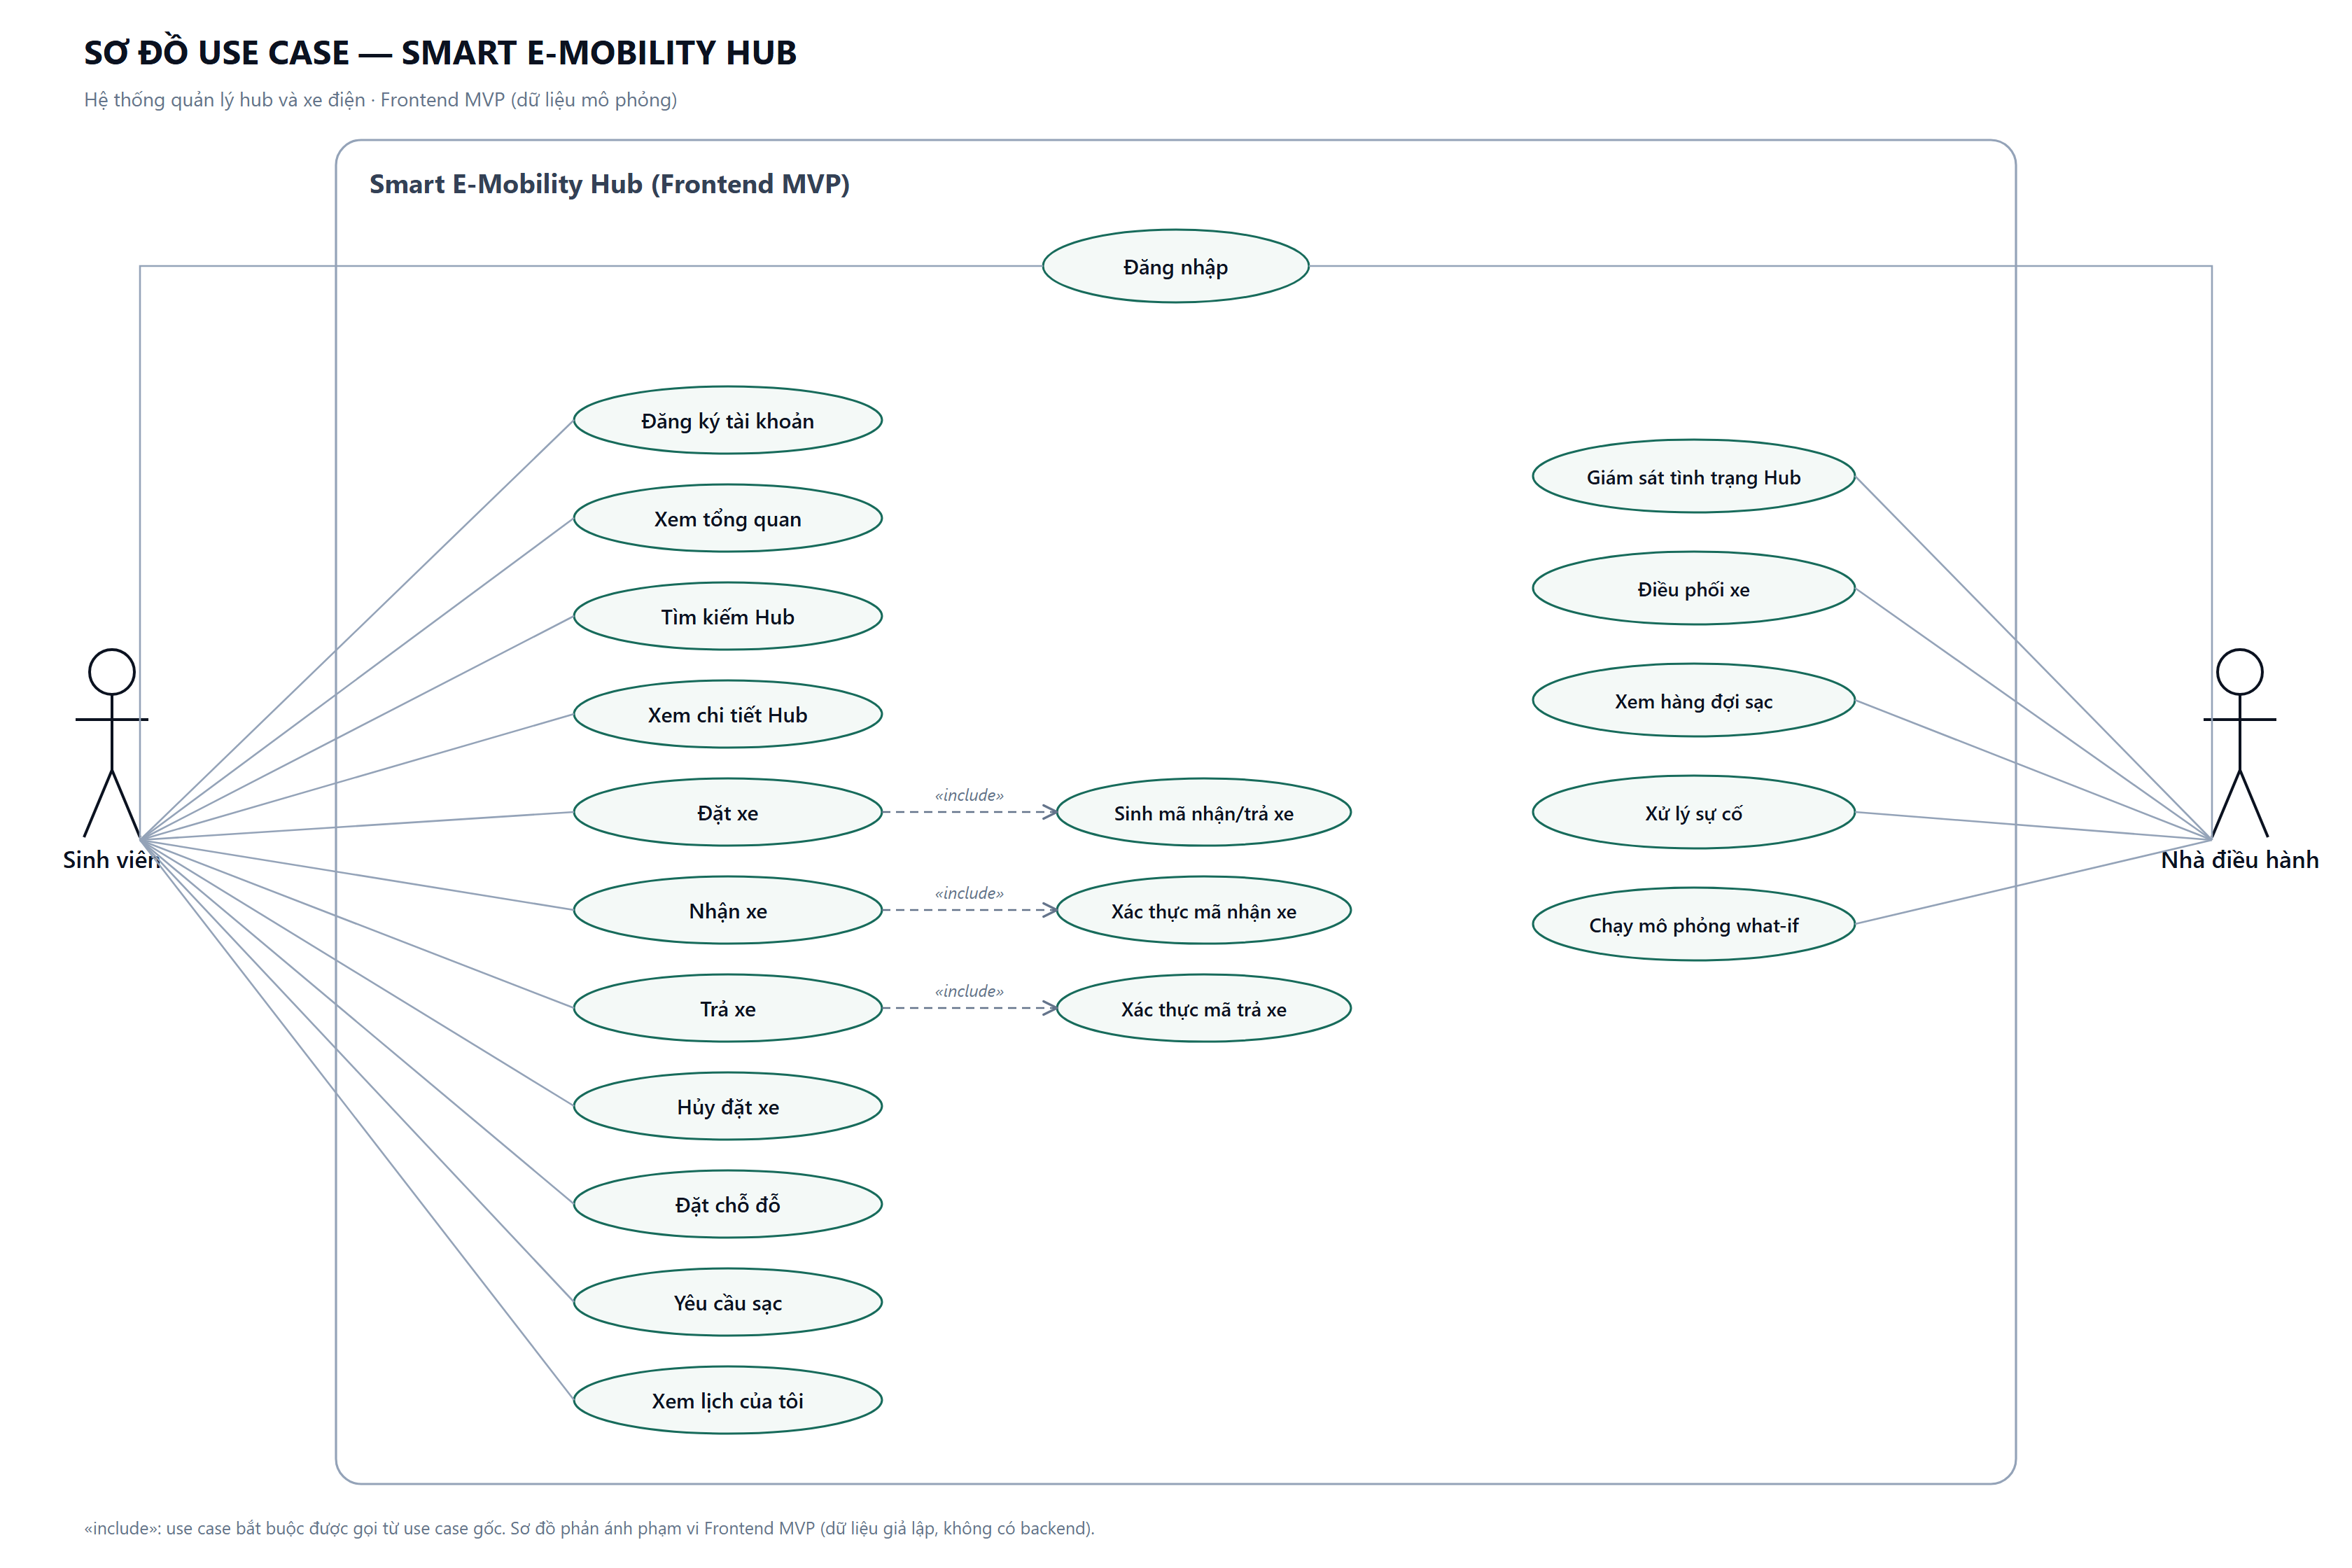 SƠ ĐỒ USE CASE — SMART E-MOBILITY HUB
Hệ thống quản lý hub và xe điện · Frontend MVP (dữ liệu mô phỏng)
Smart E-Mobility Hub (Frontend MVP)
Đăng nhập
Đăng ký tài khoản
Xem tổng quan
Tìm kiếm Hub
Xem chi tiết Hub
Đặt xe
«include»
Sinh mã nhận/trả xe
Nhận xe
«include»
Xác thực mã nhận xe
Trả xe
«include»
Xác thực mã trả xe
Hủy đặt xe
Đặt chỗ đỗ
Yêu cầu sạc
Xem lịch của tôi
Giám sát tình trạng Hub
Điều phối xe
Xem hàng đợi sạc
Xử lý sự cố
Chạy mô phỏng what-if
Sinh viên
Nhà điều hành
«include»: use case bắt buộc được gọi từ use case gốc. Sơ đồ phản ánh phạm vi Frontend MVP (dữ liệu giả lập, không có backend).